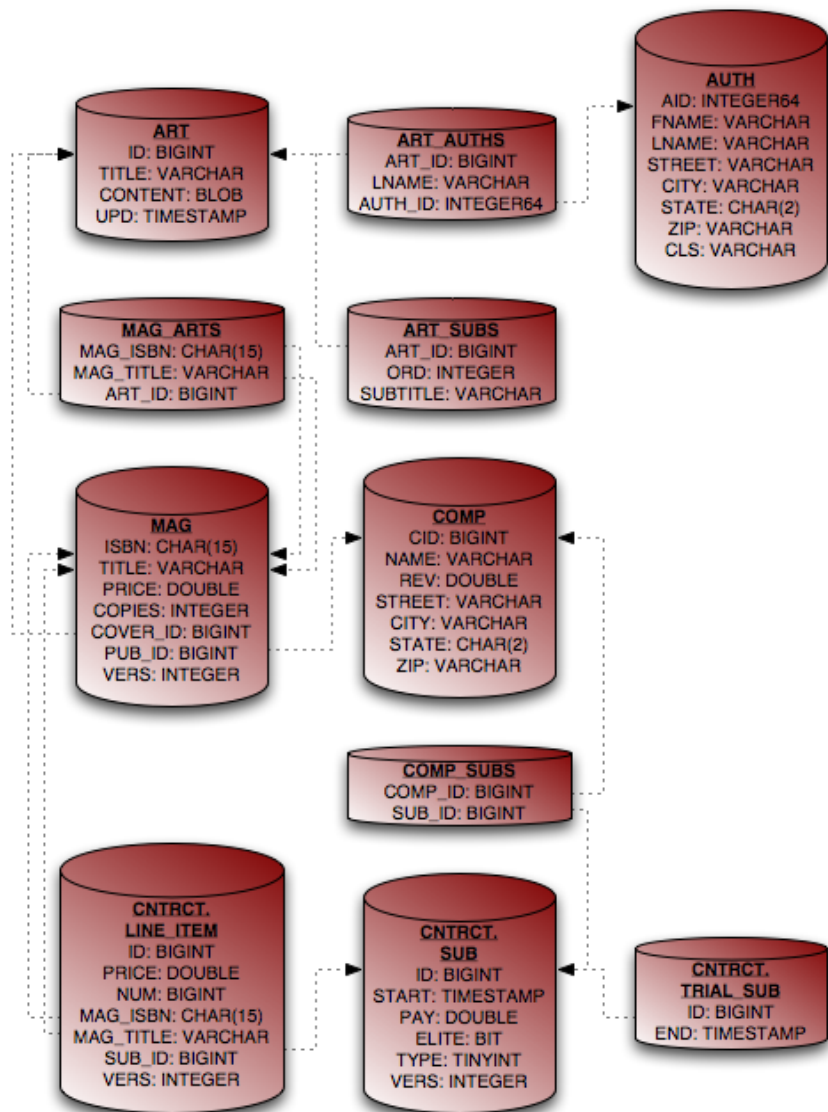 ART
ID: BIGINT
TITLE: VARCHAR
CONTENT: BLOB
UPD: TIMESTAMP
ART_AUTHS
ART_ID: BIGINT
LNAME: VARCHAR
AUTH_ID: INTEGER64
AUTH
AID: INTEGER64
FNAME: VARCHAR
LNAME: VARCHAR
STREET: VARCHAR
CITY: VARCHAR
STATE: CHAR(2)
ZIP: VARCHAR
CLS: VARCHAR
MAG_ARTS
MAG_ISBN: CHAR(15)
MAG_TITLE: VARCHAR
ART_ID: BIGINT
ART_SUBS
ART_ID: BIGINT
ORD: INTEGER
SUBTITLE: VARCHAR
MAG
ISBN: CHAR(15)
TITLE: VARCHAR
PRICE: DOUBLE
COPIES: INTEGER
COVER_ID: BIGINT
PUB_ID: BIGINT
VERS: INTEGER
COMP
CID: BIGINT
NAME: VARCHAR
REV: DOUBLE
STREET: VARCHAR
CITY: VARCHAR
STATE: CHAR(2)
ZIP: VARCHAR
COMP_SUBS
COMP_ID: BIGINT
SUB_ID: BIGINT
CNTRCT.
LINE_ITEM
ID: BIGINT
PRICE: DOUBLE
NUM: BIGINT
MAG_ISBN: CHAR(15)
MAG_TITLE: VARCHAR
SUB_ID: BIGINT
VERS: INTEGER
CNTRCT.
SUB
ID: BIGINT
START: TIMESTAMP
PAY: DOUBLE
ELITE: BIT
TYPE: TINYINT
VERS: INTEGER
CNTRCT.
TRIAL_SUB
ID: BIGINT
END: TIMESTAMP